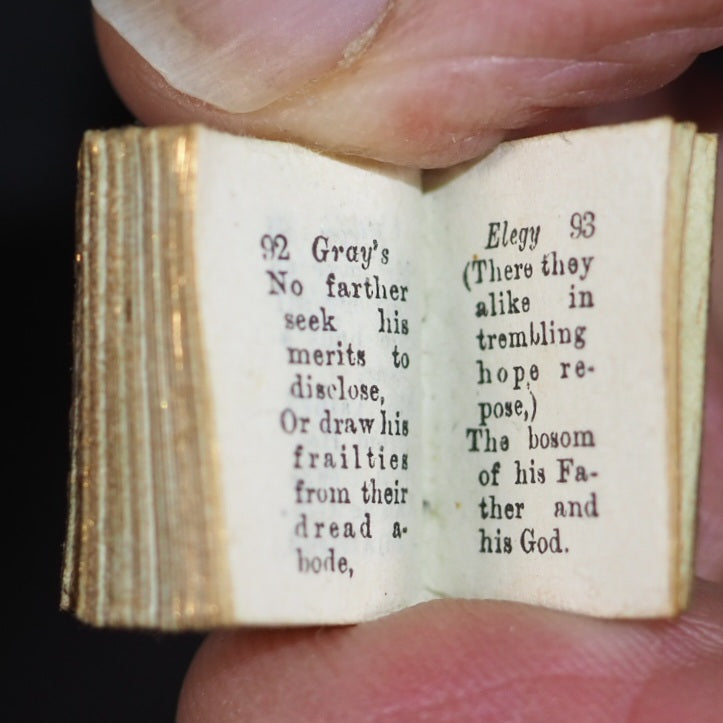 92 Gray's
No farther
seek his
merits to
disclose,
Or draw his
frailties
from their
dread a-
bode,
Elegy 93
(There they
alike in
trembling
hope re-
pose,)
The bosom
of his Fa-
ther and
his God.